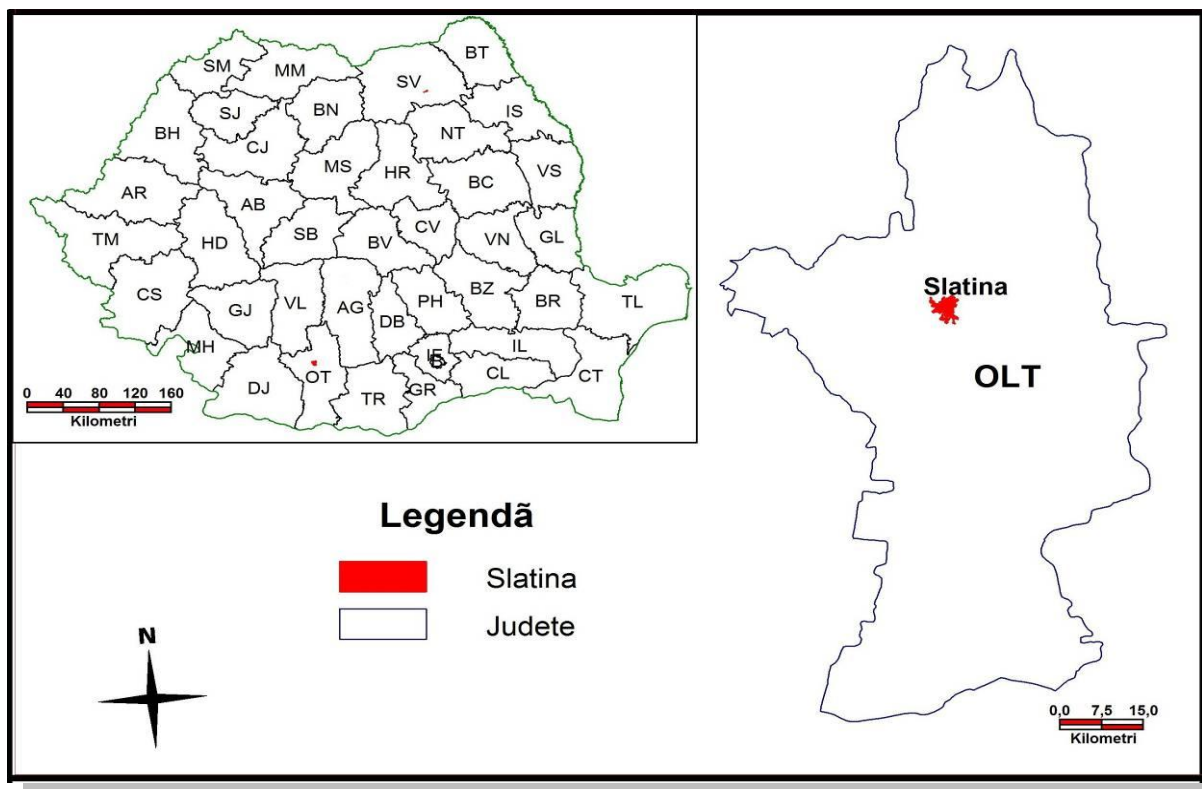 BT
SM
MM
SV
SJ
BN
IS
BH
CJ
NT
MS
HR
BC
VS
AR
AB
TM
HD
SB
BV
CV
VN
GL
CS
GJ
VL
AG
DB
PH
BZ
BR
TL
MH
OT
IF
B
IL
CL
CT
DJ
TR
GR
0 40 80 120 160
Kilometri
Slatina
OLT
0,0 7,5 15,0
Kilometri
Legendã
Slatina
Judete
N